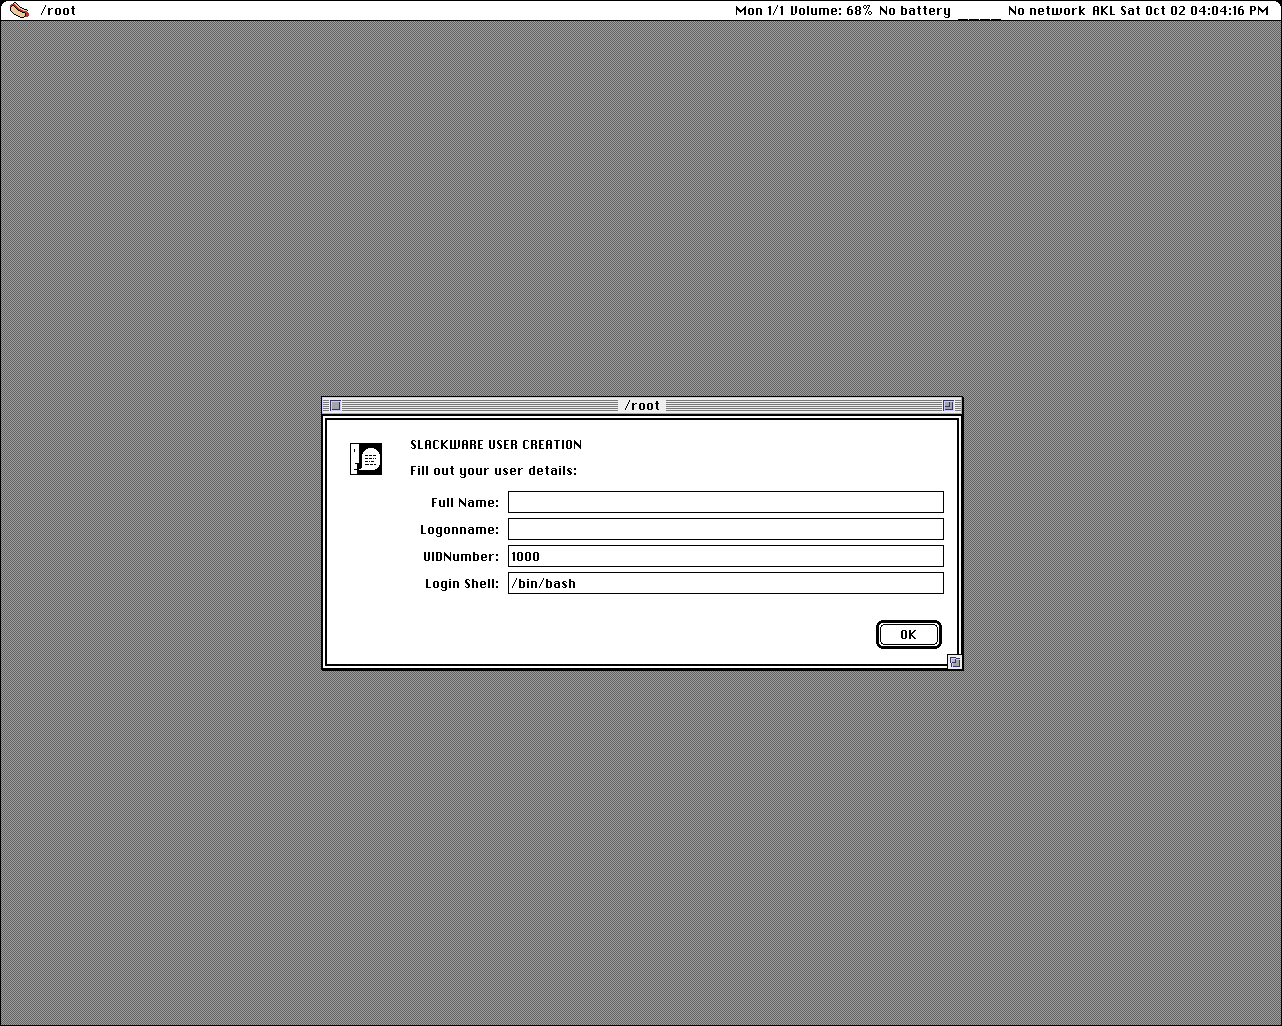 /root
Mon 1/1 Volume: 68% No battery ____ No network AKL Sat Oct 02 04:04:16 PM
/root
SLACKWARE USER CREATION
Fill out your user details:
Full Name:
Logonname:
UIDNumber: 1000
Login Shell: /bin/bash
OK